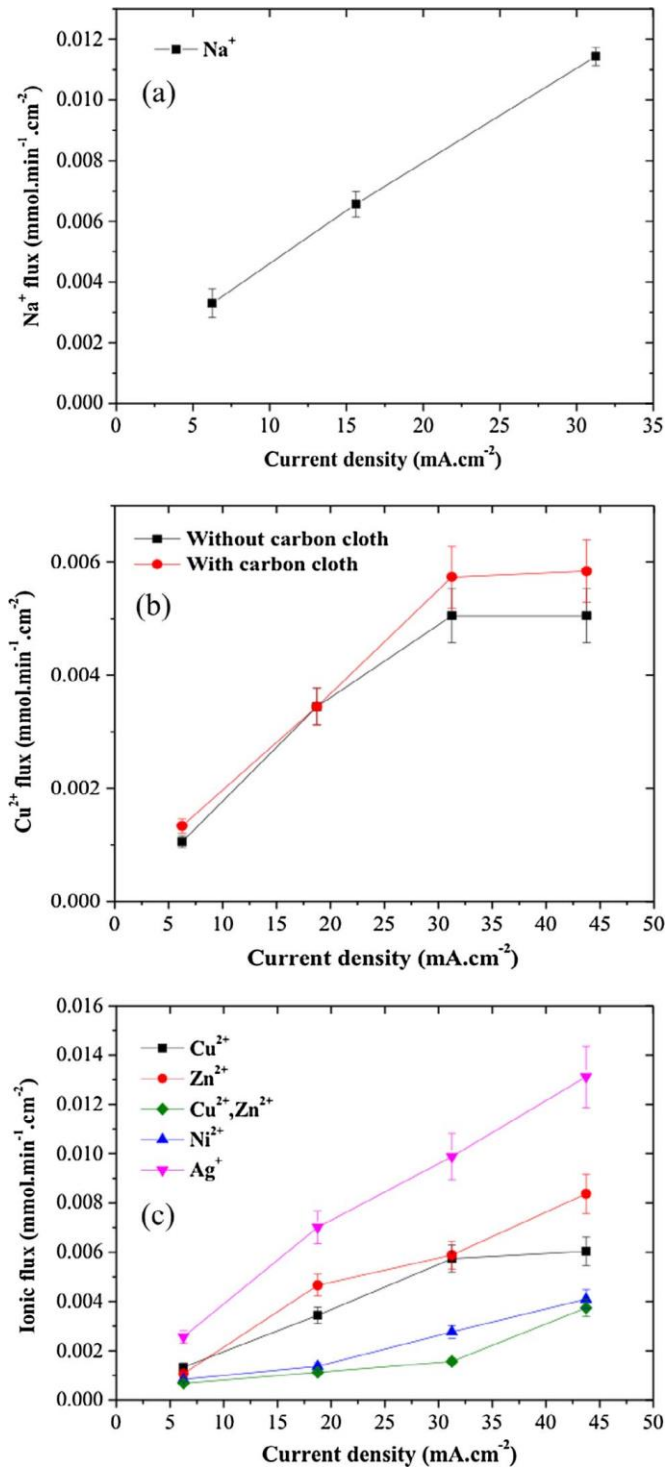 0.012
0.010
0.008
0.006
0.004
0.002
0.000
Na⁺ flux (mmol.min⁻¹.cm⁻²)
Na⁺
(a)
0 5 10 15 20 25 30 35
Current density (mA.cm⁻²)
0.006
0.004
0.002
0.000
Cu²⁺ flux (mmol.min⁻¹.cm⁻²)
Without carbon cloth
With carbon cloth
(b)
0 5 10 15 20 25 30 35 40 45 50
Current density (mA.cm⁻²)
0.016
0.014
0.012
0.010
0.008
0.006
0.004
0.002
0.000
Ionic flux (mmol.min⁻¹.cm⁻²)
Cu²⁺
Zn²⁺
Cu²⁺,Zn²⁺
Ni²⁺
Ag⁺
(c)
0 5 10 15 20 25 30 35 40 45 50
Current density (mA.cm⁻²)